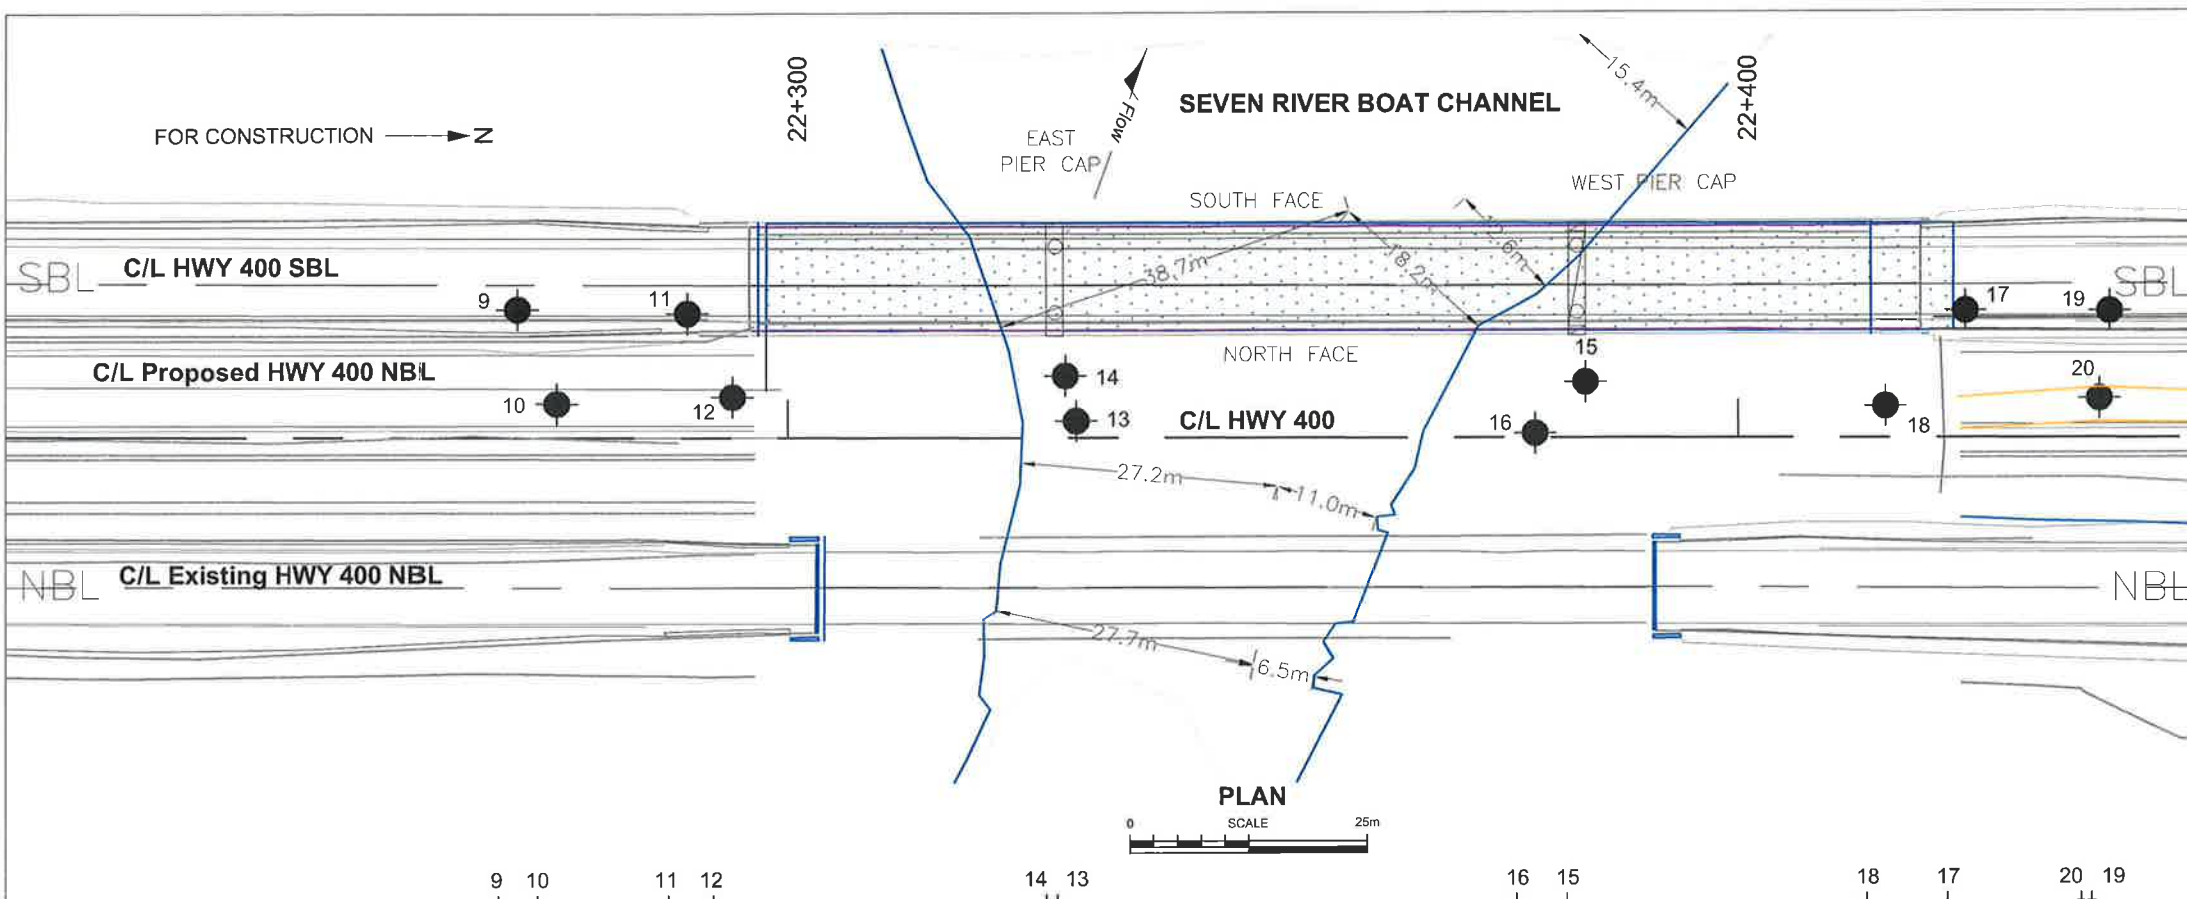 22+300
SEVEN RIVER BOAT CHANNEL
15.4m
22+400
FOR CONSTRUCTION N
EAST
PIER CAP
Flow
SOUTH FACE
WEST PIER CAP
SBL
C/L HWY 400 SBL
38.7m
18.2m
12.6m
SBL
9
11
17
19
NORTH FACE
C/L Proposed HWY 400 NBL
10
12
14
13
C/L HWY 400
15
16
18
20
27.2m
11.0m
NBL
C/L Existing HWY 400 NBL
NBL
27.7m
6.5m
PLAN
0 SCALE 25m
9 10 11 12 14 13 16 15 18 17 20 19